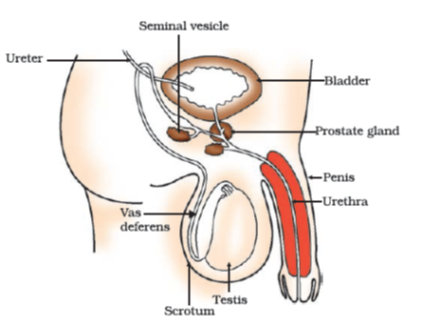 Seminal vesicle
Ureter
Bladder
Prostate gland
Penis
Urethra
Vas
deferens
Testis
Scrotum